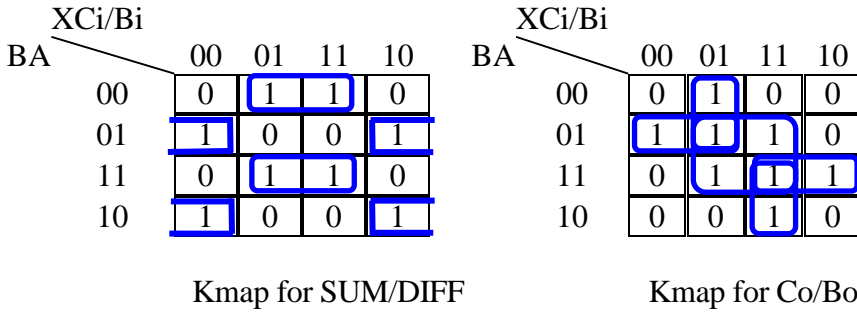 XCi/Bi XCi/Bi
BA 00 01 11 10 BA 00 01 11 10
00 0 1 1 0 00 0 1 0 0
01 1 0 0 1 01 1 1 1 0
11 0 1 1 0 11 0 1 1 1
10 1 0 0 1 10 0 0 1 0
Kmap for SUM/DIFF Kmap for Co/Bo